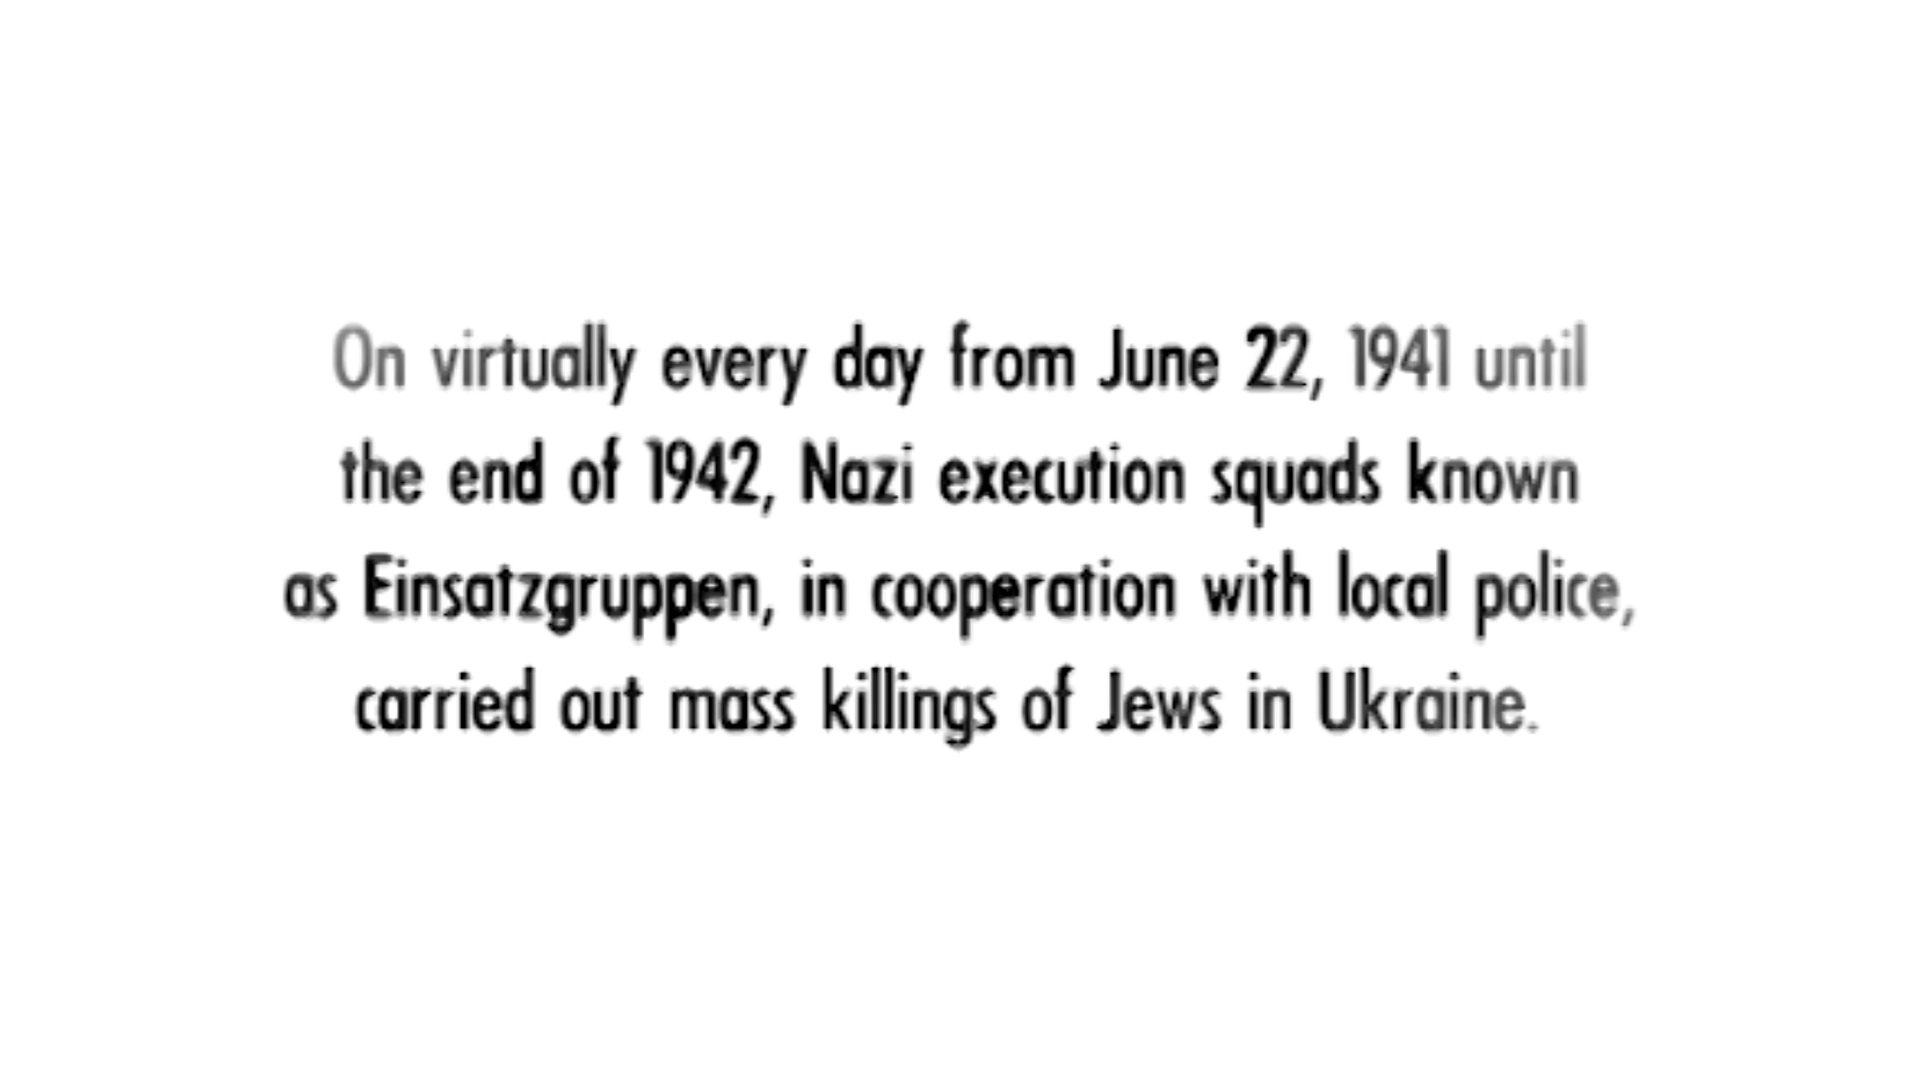 On virtually every day from June 22, 1941 until
the end of 1942, Nazi execution squads known
as Einsatzgruppen, in cooperation with local police,
carried out mass killings of Jews in Ukraine.